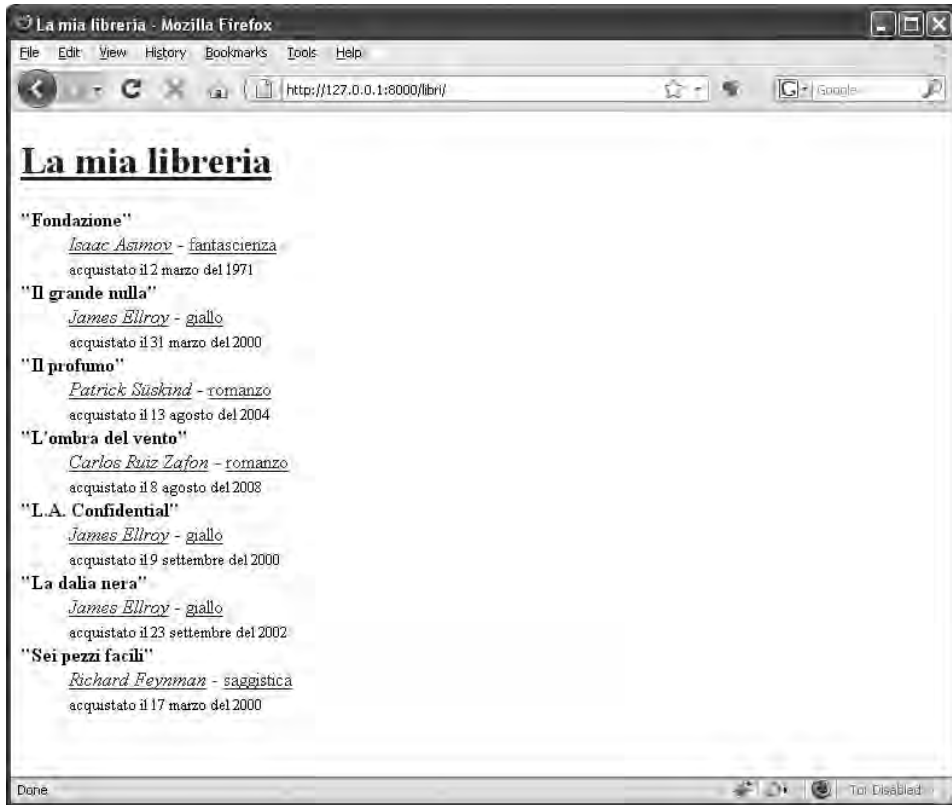 La mia libreria - Mozilla Firefox
File Edit View History Bookmarks Tools Help
http://127.0.0.1:8000/libri/ G Google
La mia libreria
"Fondazione"
Isaac Asimov - fantascienza
acquistato il 2 marzo del 1971
"Il grande nulla"
James Ellroy - giallo
acquistato il 31 marzo del 2000
"Il profumo"
Patrick Süskind - romanzo
acquistato il 13 agosto del 2004
"L'ombra del vento"
Carlos Ruiz Zafon - romanzo
acquistato il 8 agosto del 2008
"L.A. Confidential"
James Ellroy - giallo
acquistato il 9 settembre del 2000
"La dalia nera"
James Ellroy - giallo
acquistato il 23 settembre del 2002
"Sei pezzi facili"
Richard Feynman - saggistica
acquistato il 17 marzo del 2000
Done Tor Disabled